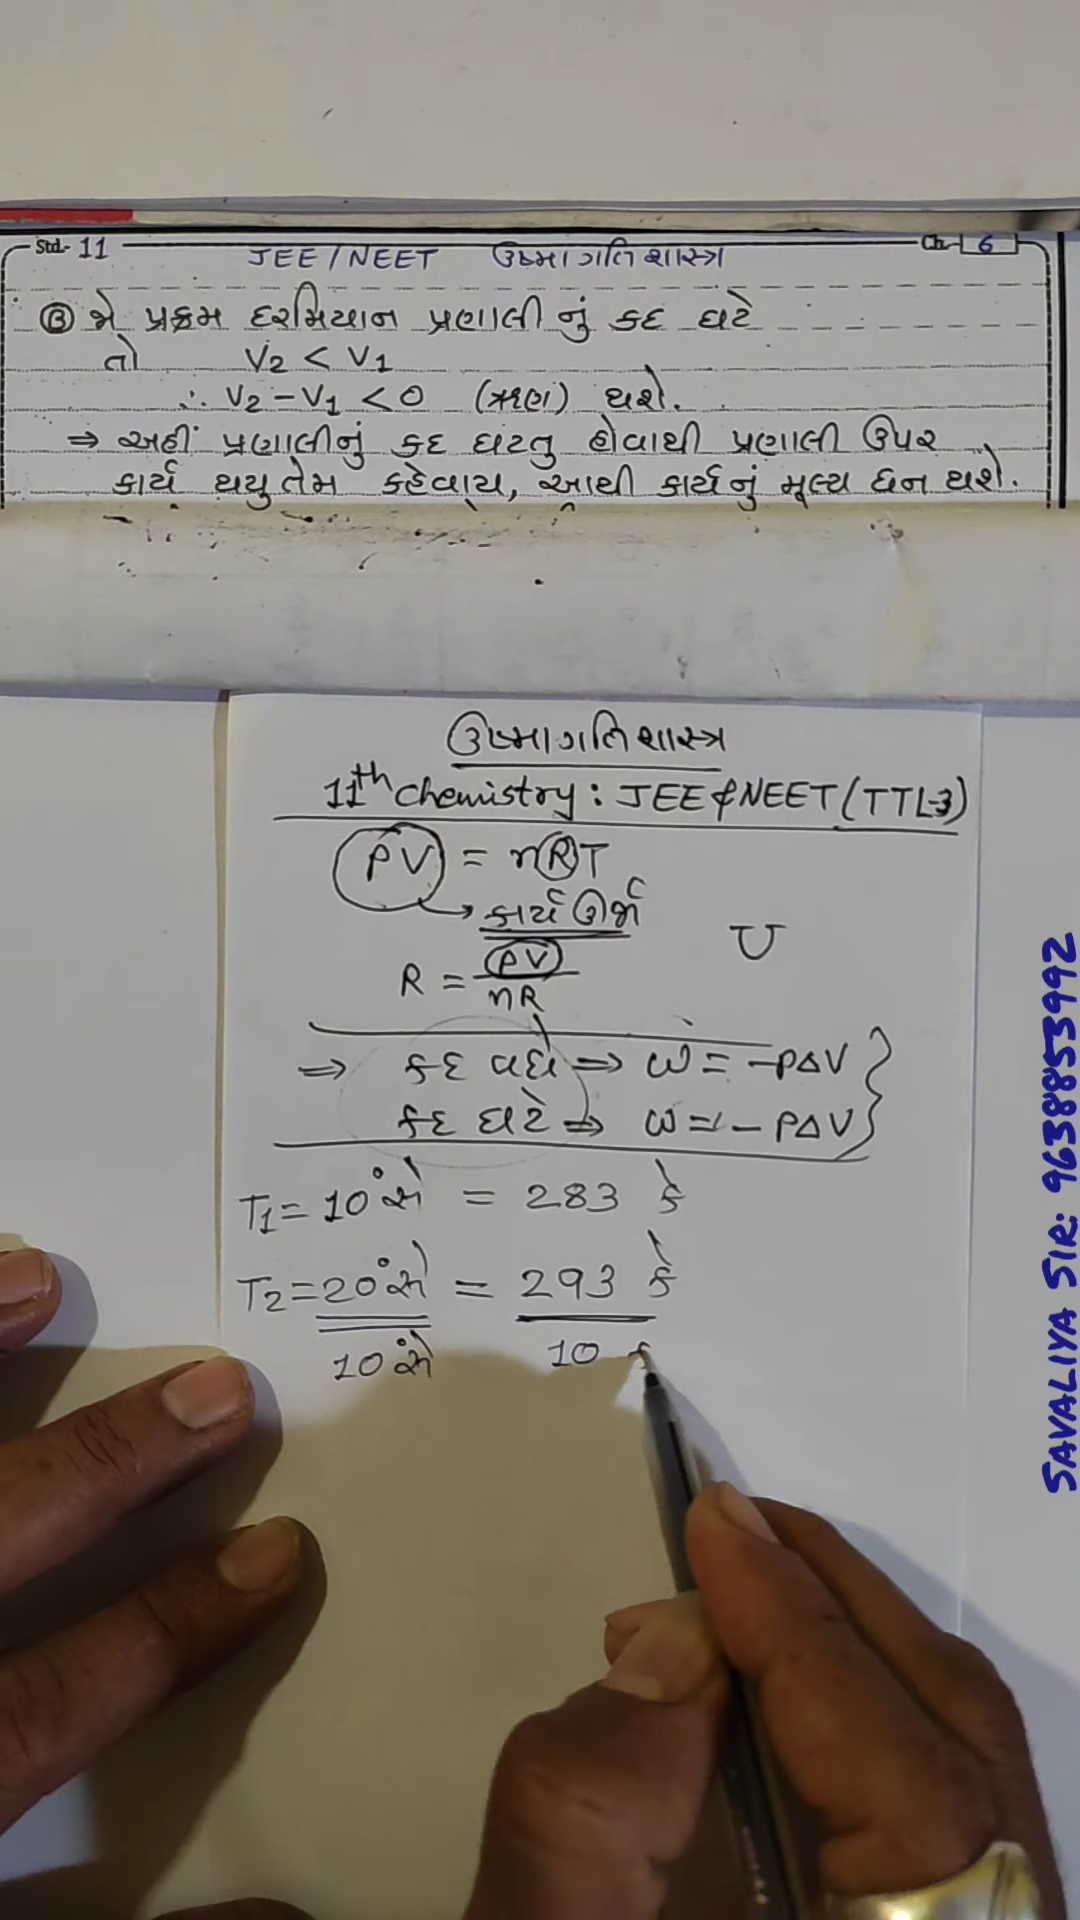 Std.- 11 JEE/NEET ઉષ્માગતિશાસ્ત્ર Ch. 6
(B) જો પ્રક્રમ દરમિયાન પ્રણાલીનું કદ ઘટે
તો V2 < V1
∴ V2 - V1 < 0 (ઋણ) થશે.
⇒ અહીં પ્રણાલીનું કદ ઘટતુ હોવાથી પ્રણાલી ઉપર
કાર્ય થયુ તેમ કહેવાય, આથી કાર્યનું મૂલ્ય ધન થશે.
ઉષ્માગતિશાસ્ત્ર
11th chemistry: JEE & NEET (TTL-3)
PV = nRT
→ કાર્ય ઊર્જા
U
R = PV / nR
⇒ કદ વધે ⇒ W = -PΔV
કદ ઘટે ⇒ W = - PΔV
T1 = 10°સે = 283 કે
T2 = 20°સે = 293 કે
10°સે 10
SAVALIYA SIR: 9638853992